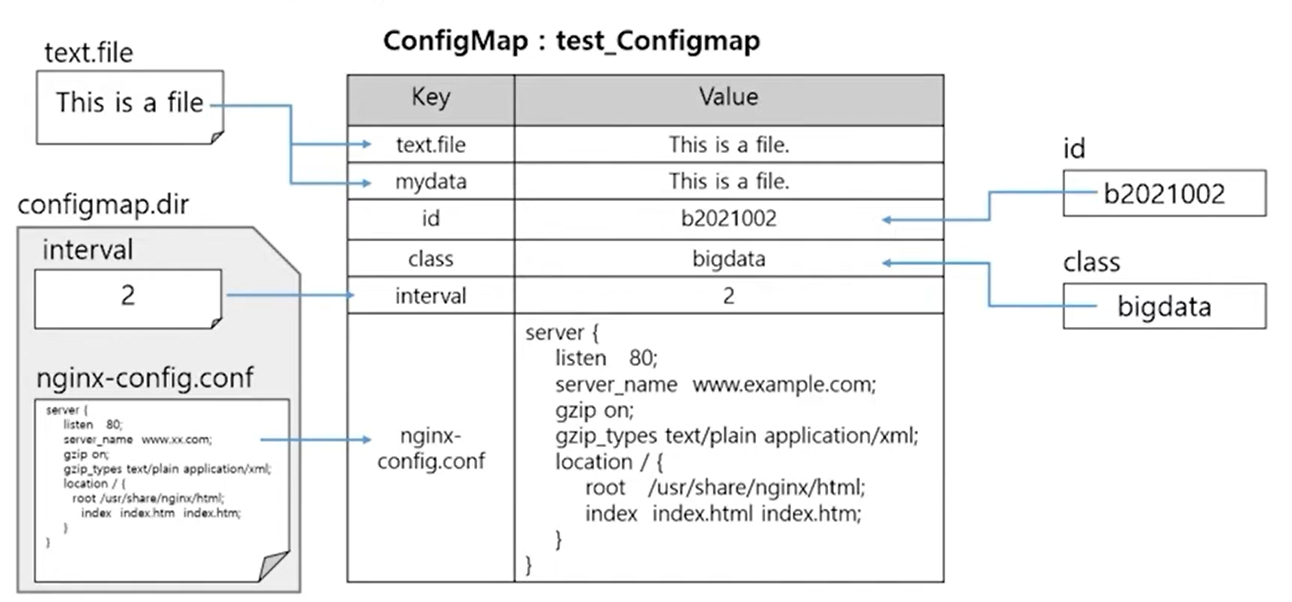 ConfigMap : test_Configmap
text.file
This is a file
configmap.dir
interval
2
nginx-config.conf
server {
listen 80;
server_name www.xx.com;
gzip on;
gzip_types text/plain application/xml;
location / {
root /usr/share/nginx/html;
index index.htm index.htm;
}
}
Key Value
text.file This is a file.
mydata This is a file.
id b2021002
class bigdata
interval 2
nginx-
config.conf
server {
listen 80;
server_name www.example.com;
gzip on;
gzip_types text/plain application/xml;
location / {
root /usr/share/nginx/html;
index index.html index.htm;
}
}
id
b2021002
class
bigdata